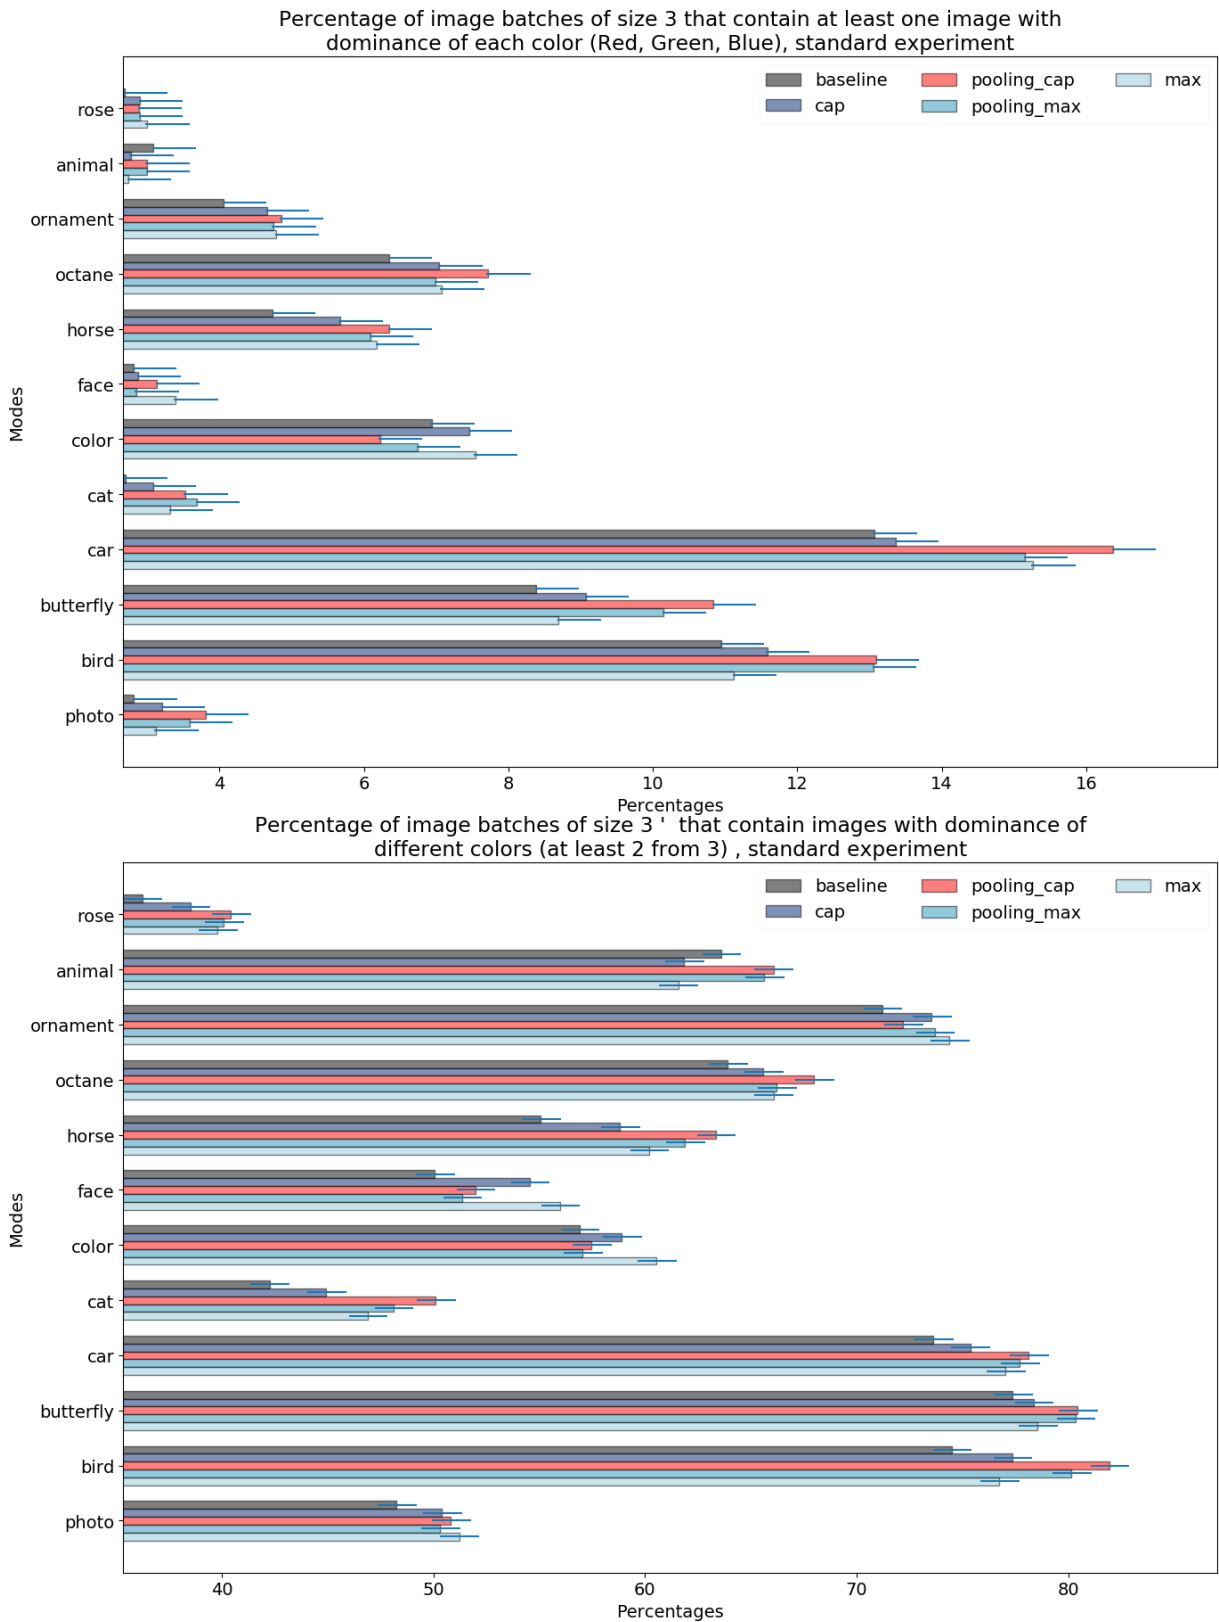 Percentage of image batches of size 3 that contain at least one image with
dominance of each color (Red, Green, Blue), standard experiment
baseline
pooling_cap
max
cap
pooling_max
rose
animal
ornament
octane
horse
face
color
cat
car
butterfly
bird
photo
Modes
4 6 8 10 12 14 16
Percentages
Percentage of image batches of size 3 ' that contain images with dominance of
different colors (at least 2 from 3) , standard experiment
baseline
pooling_cap
max
cap
pooling_max
rose
animal
ornament
octane
horse
face
color
cat
car
butterfly
bird
photo
Modes
40 50 60 70 80
Percentages